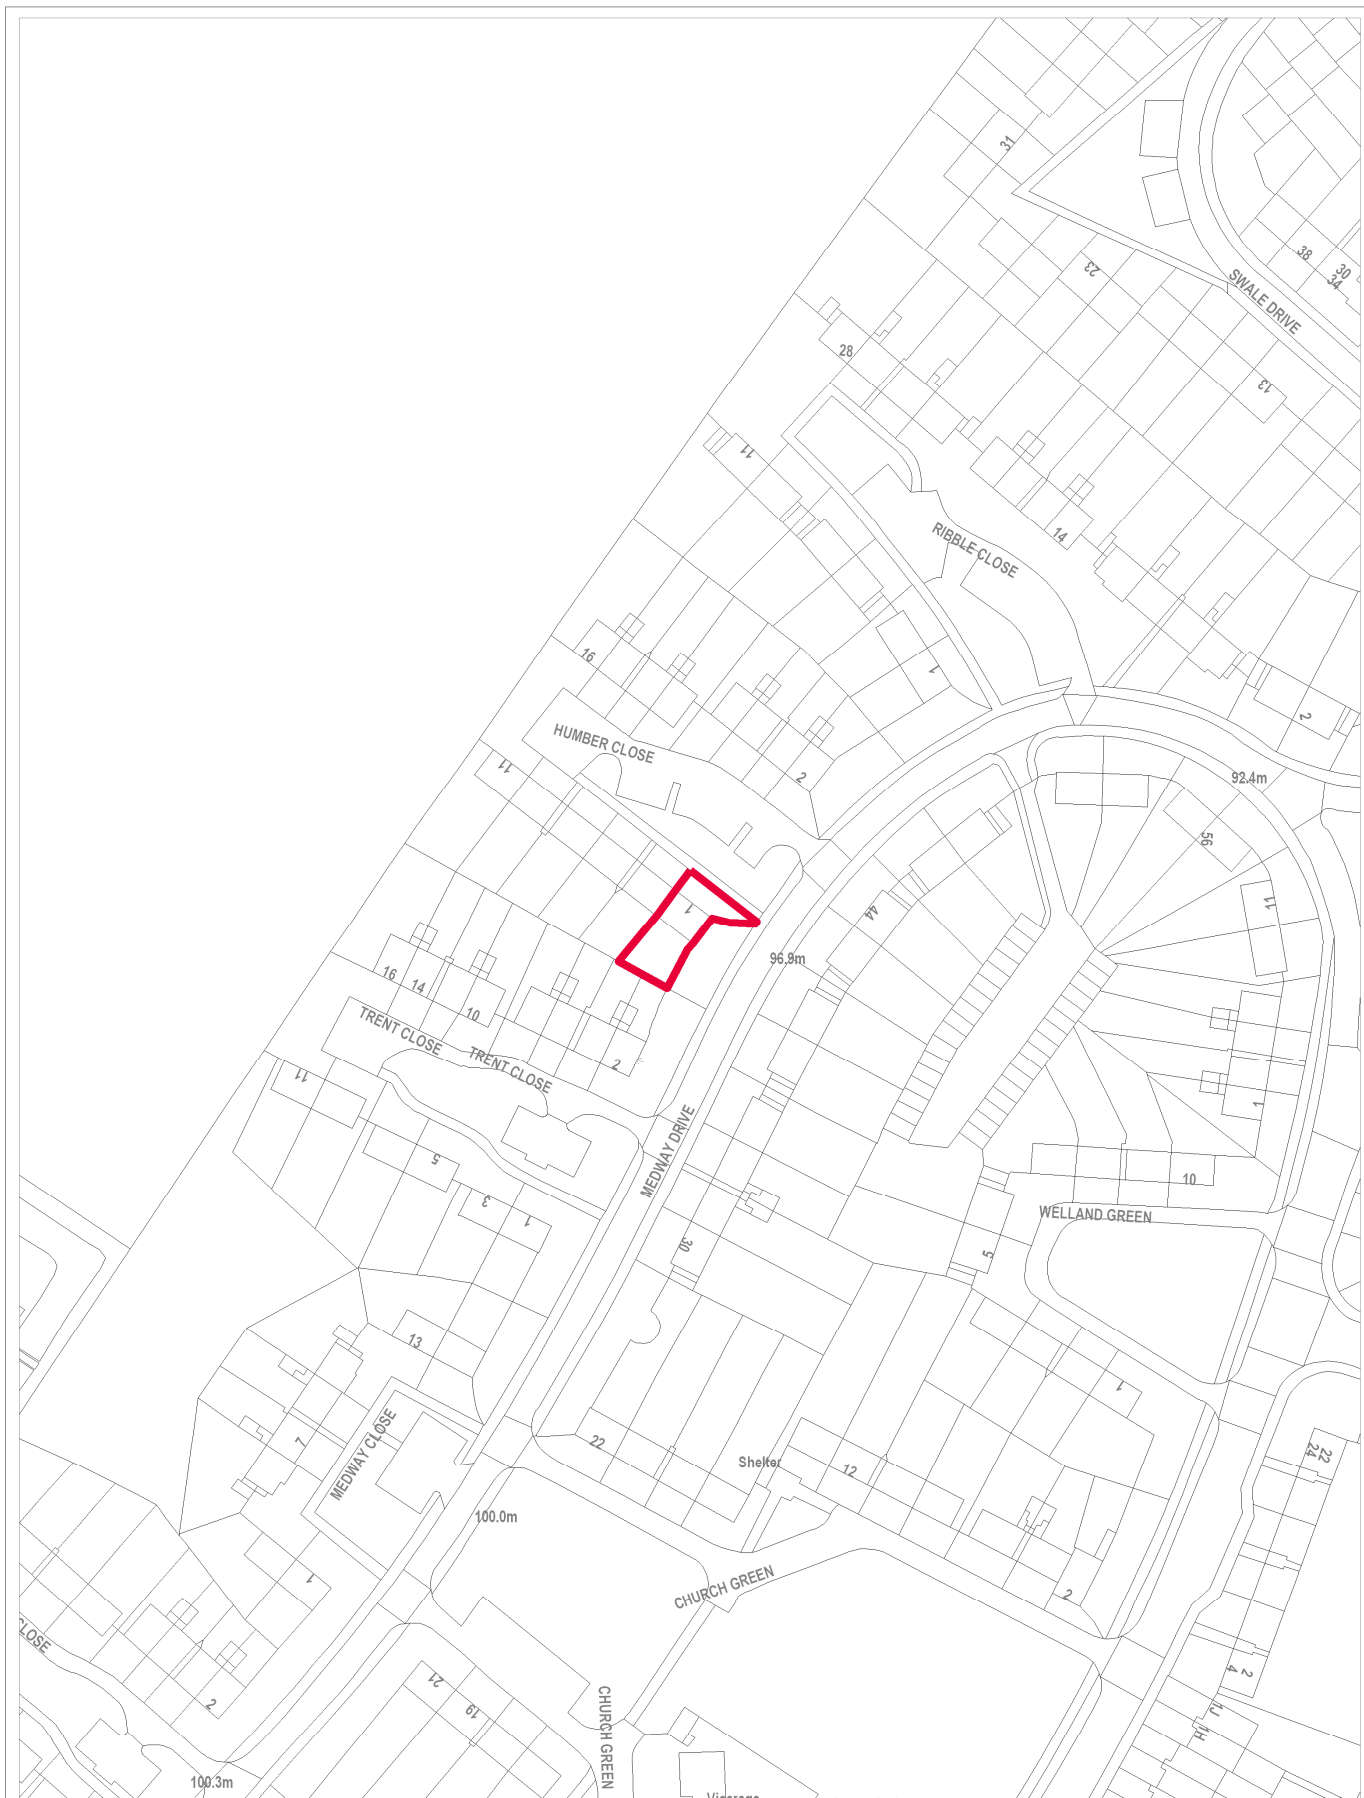 31
23
38
30
34
SWALE DRIVE
28
13
11
14
RIBBLE CLOSE
16
1
2
HUMBER CLOSE
2
11
92.4m
56
11
44
1
96.9m
16
14
10
TRENT CLOSE
TRENT CLOSE
2
11
1
MEDWAY DRIVE
5
10
3
1
WELLAND GREEN
30
5
13
1
MEDWAY CLOSE
7
22
Shelter
12
22
24
100.0m
1
CHURCH GREEN
2
CLOSE
2
4
2
21
19
CHURCH GREEN
1J
1H
100.3m